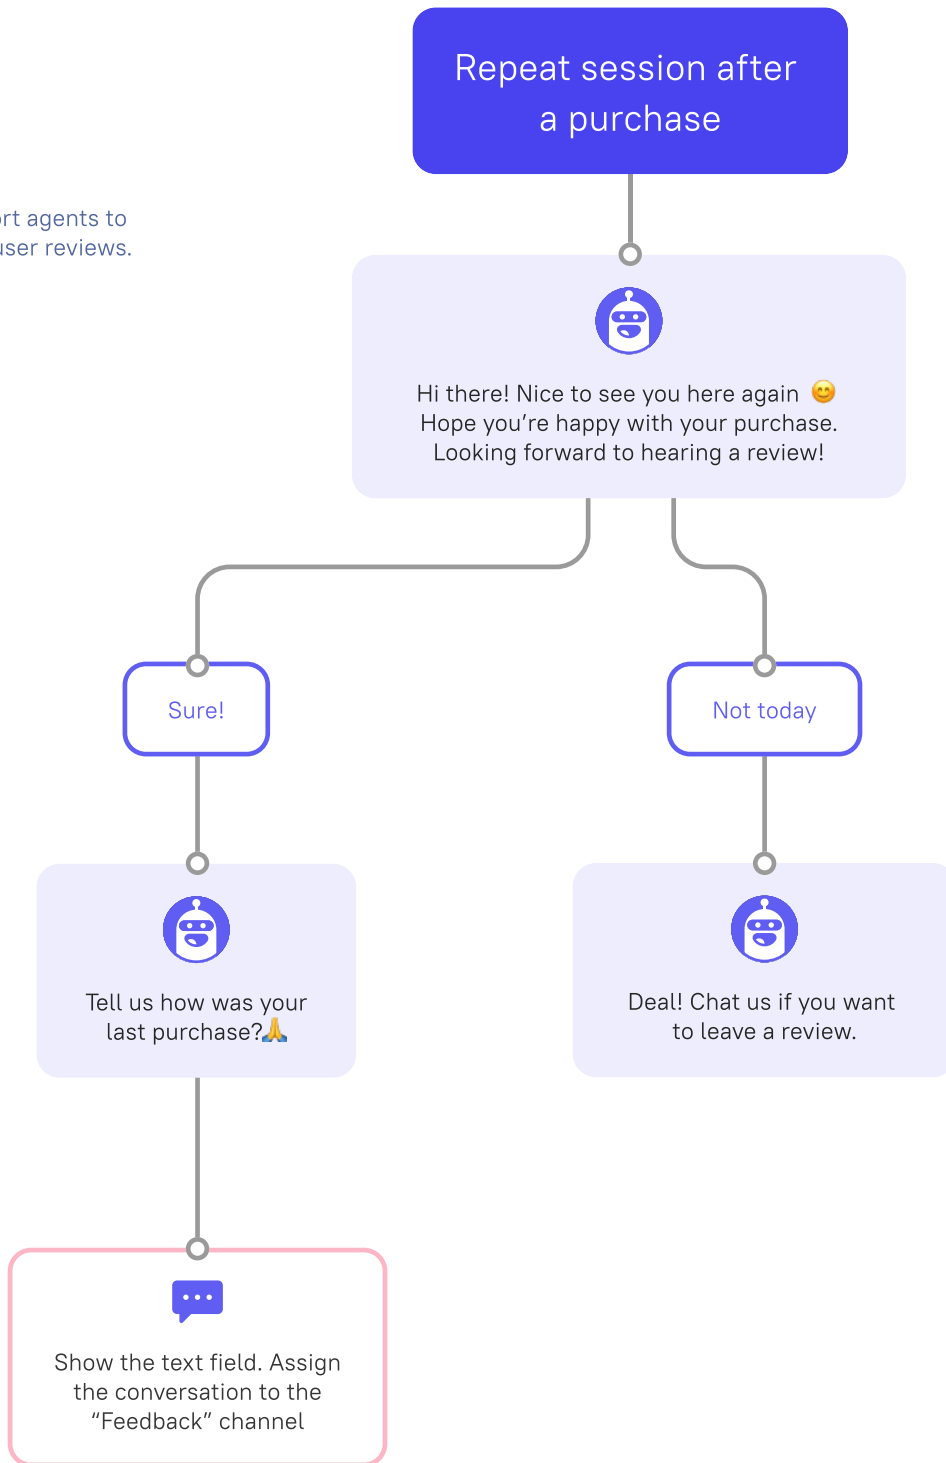 Repeat session after
a purchase
agents to
reviews.
Hi there! Nice to see you here again 😊
Hope you’re happy with your purchase.
Looking forward to hearing a review!
Sure!
Not today
Tell us how was your
last purchase?🙏
Deal! Chat us if you want
to leave a review.
Show the text field. Assign
the conversation to the
“Feedback” channel